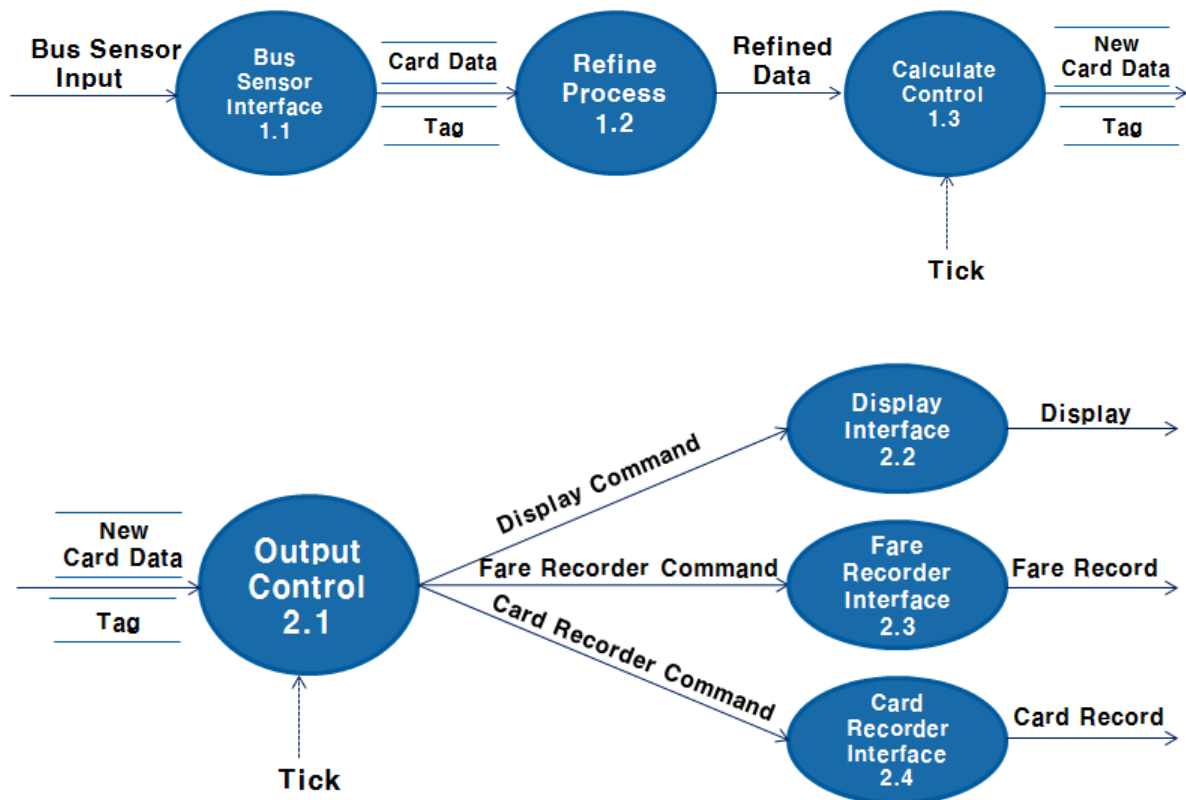 Bus Sensor
Input
Bus
Sensor
Interface
1.1
Card Data
Tag
Refine
Process
1.2
Refined
Data
Calculate
Control
1.3
New
Card Data
Tag
Tick
New
Card Data
Tag
Output
Control
2.1
Tick
Display Command
Fare Recorder Command
Card Recorder Command
Display
Interface
2.2
Display
Fare
Recorder
Interface
2.3
Fare Record
Card
Recorder
Interface
2.4
Card Record